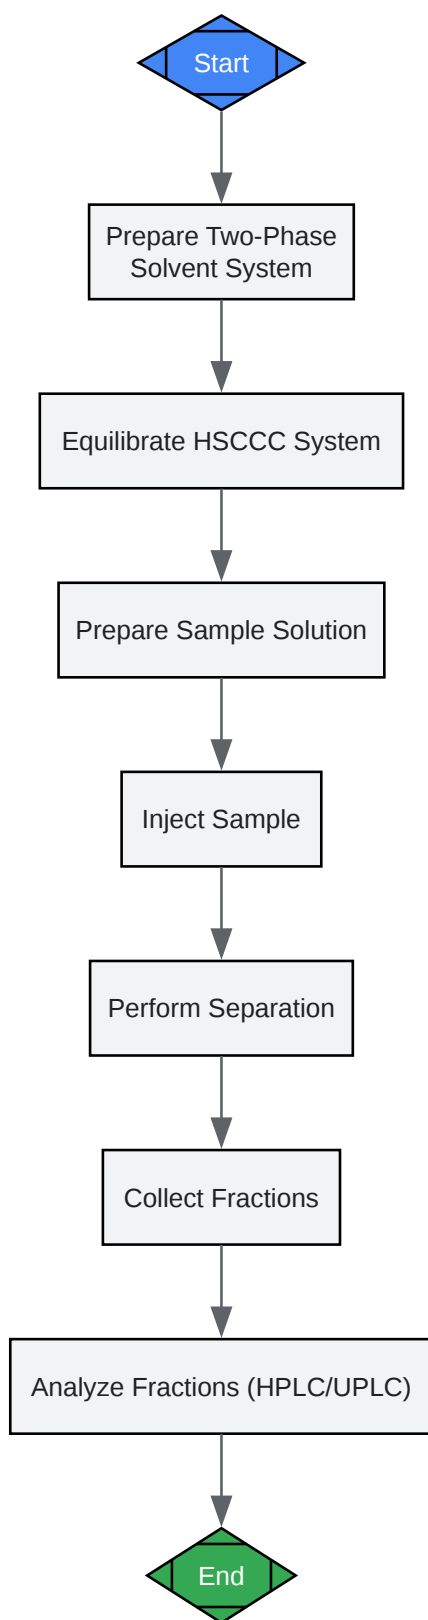 Start
Prepare Two-Phase
Solvent System
Equilibrate HSCCC System
Prepare Sample Solution
Inject Sample
Perform Separation
Collect Fractions
Analyze Fractions (HPLC/UPLC)
End